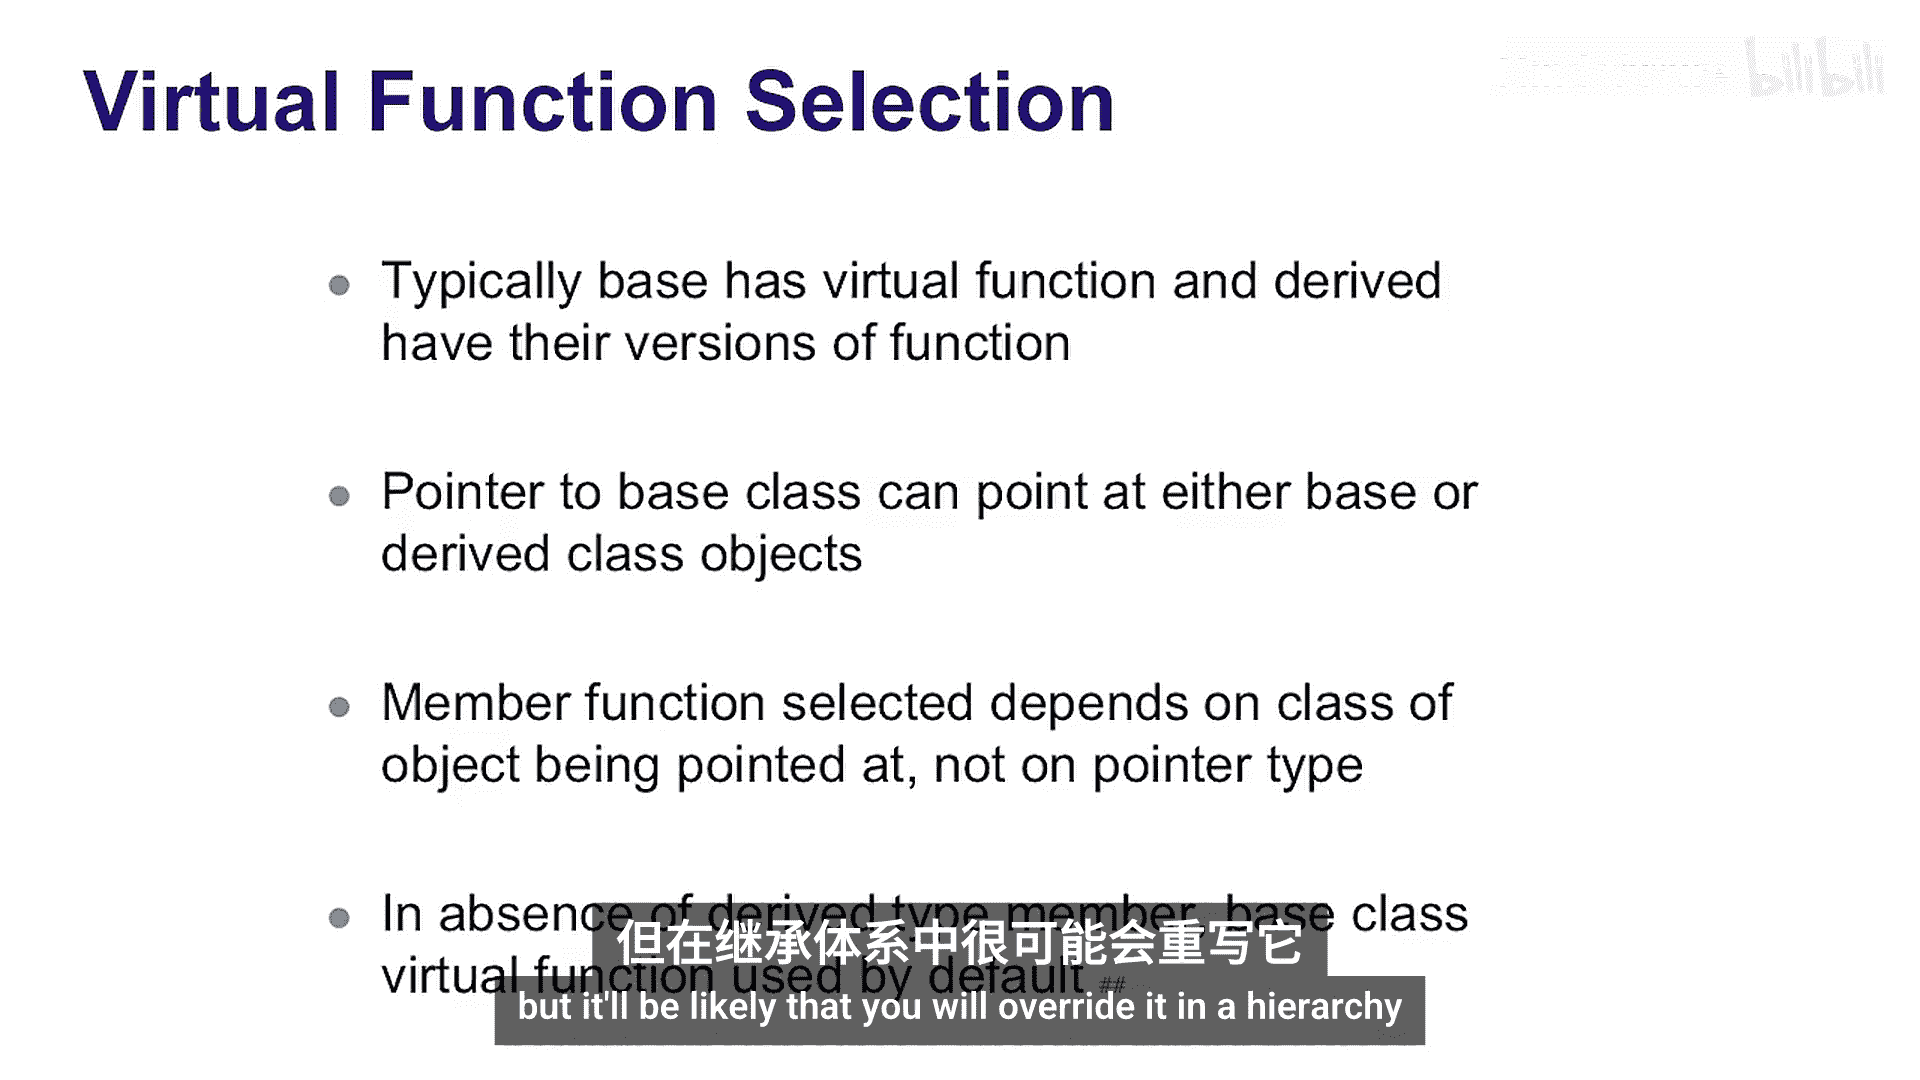 Virtual Function Selection
bilibili
Typically base has virtual function and derived
have their versions of function
Pointer to base class can point at either base or
derived class objects
Member function selected depends on class of
object being pointed at, not on pointer type
In absence of derived type member, base class
virtual function used by default ##
但在继承体系中很可能会重写它
but it'll be likely that you will override it in a hierarchy